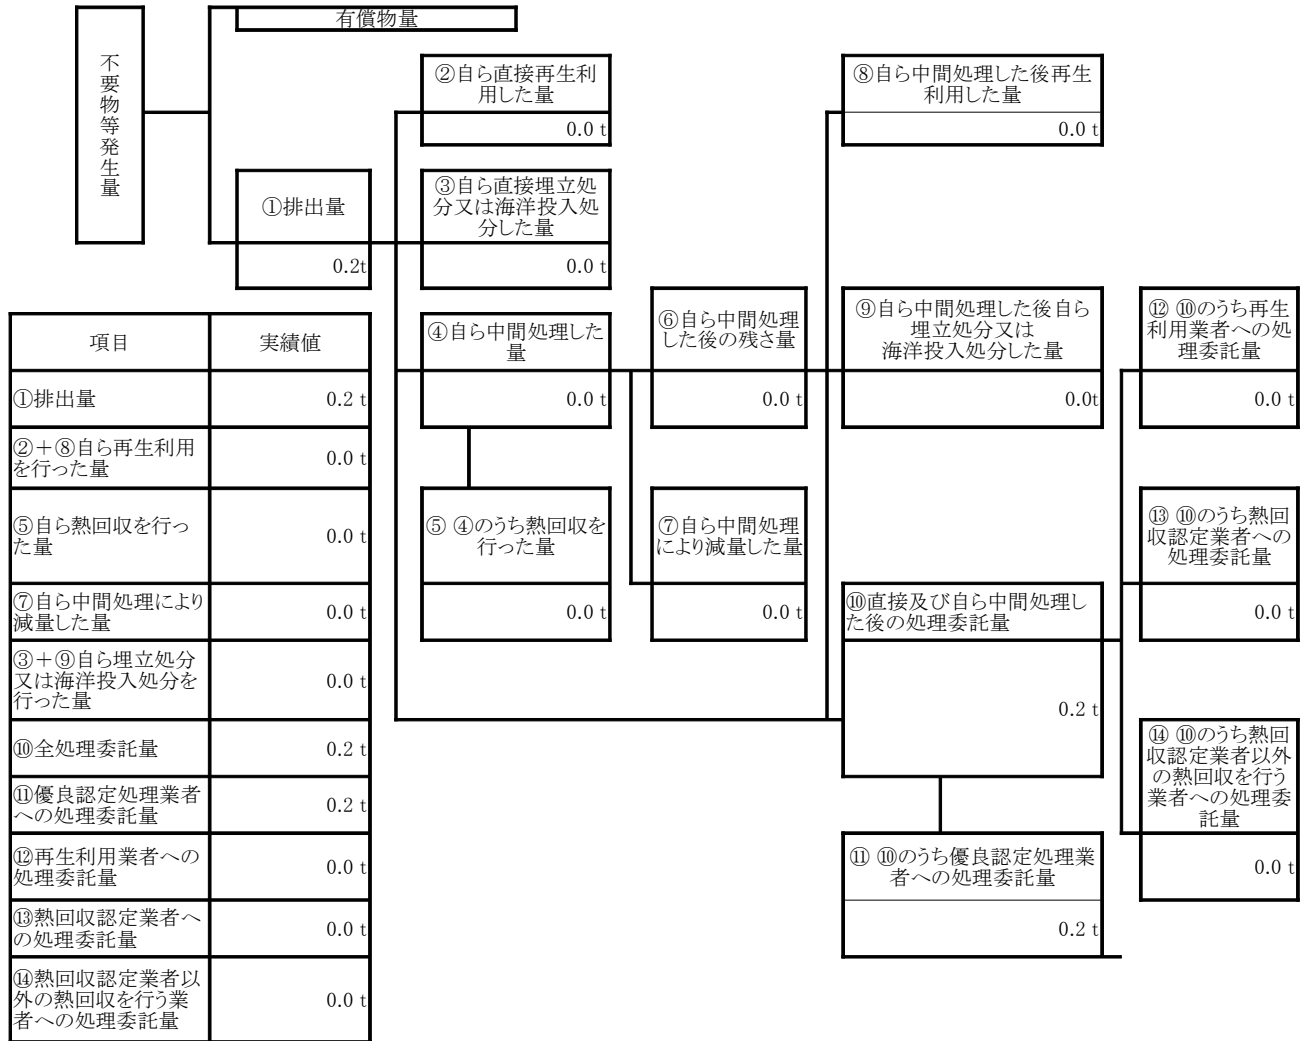 有償物量
不要物等発生量
②自ら直接再生利
用した量
0.0 t
⑧自ら中間処理した後再生
利用した量
0.0 t
①排出量
0.2t
③自ら直接埋立処
分又は海洋投入処
分した量
0.0 t
④自ら中間処理した
量
0.0 t
⑥自ら中間処理
した後の残さ量
0.0 t
⑨自ら中間処理した後自ら
埋立処分又は
海洋投入処分した量
0.0t
⑫ ⑩のうち再生
利用業者への処
理委託量
0.0 t
⑤ ④のうち熱回収を
行った量
0.0 t
⑦自ら中間処理
により減量した量
0.0 t
⑬ ⑩のうち熱回
収認定業者への
処理委託量
0.0 t
⑩直接及び自ら中間処理し
た後の処理委託量
0.2 t
⑭ ⑩のうち熱回
収認定業者以外
の熱回収を行う
業者への処理委
託量
0.0 t
⑪ ⑩のうち優良認定処理業
者への処理委託量
0.2 t
項目 実績値
①排出量 0.2 t
②＋⑧自ら再生利用
を行った量
0.0 t
⑤自ら熱回収を行っ
た量
0.0 t
⑦自ら中間処理により
減量した量
0.0 t
③＋⑨自ら埋立処分
又は海洋投入処分を
行った量
0.0 t
⑩全処理委託量 0.2 t
⑪優良認定処理業者
への処理委託量
0.2 t
⑫再生利用業者への
処理委託量
0.0 t
⑬熱回収認定業者へ
の処理委託量
0.0 t
⑭熱回収認定業者以
外の熱回収を行う業
者への処理委託量
0.0 t